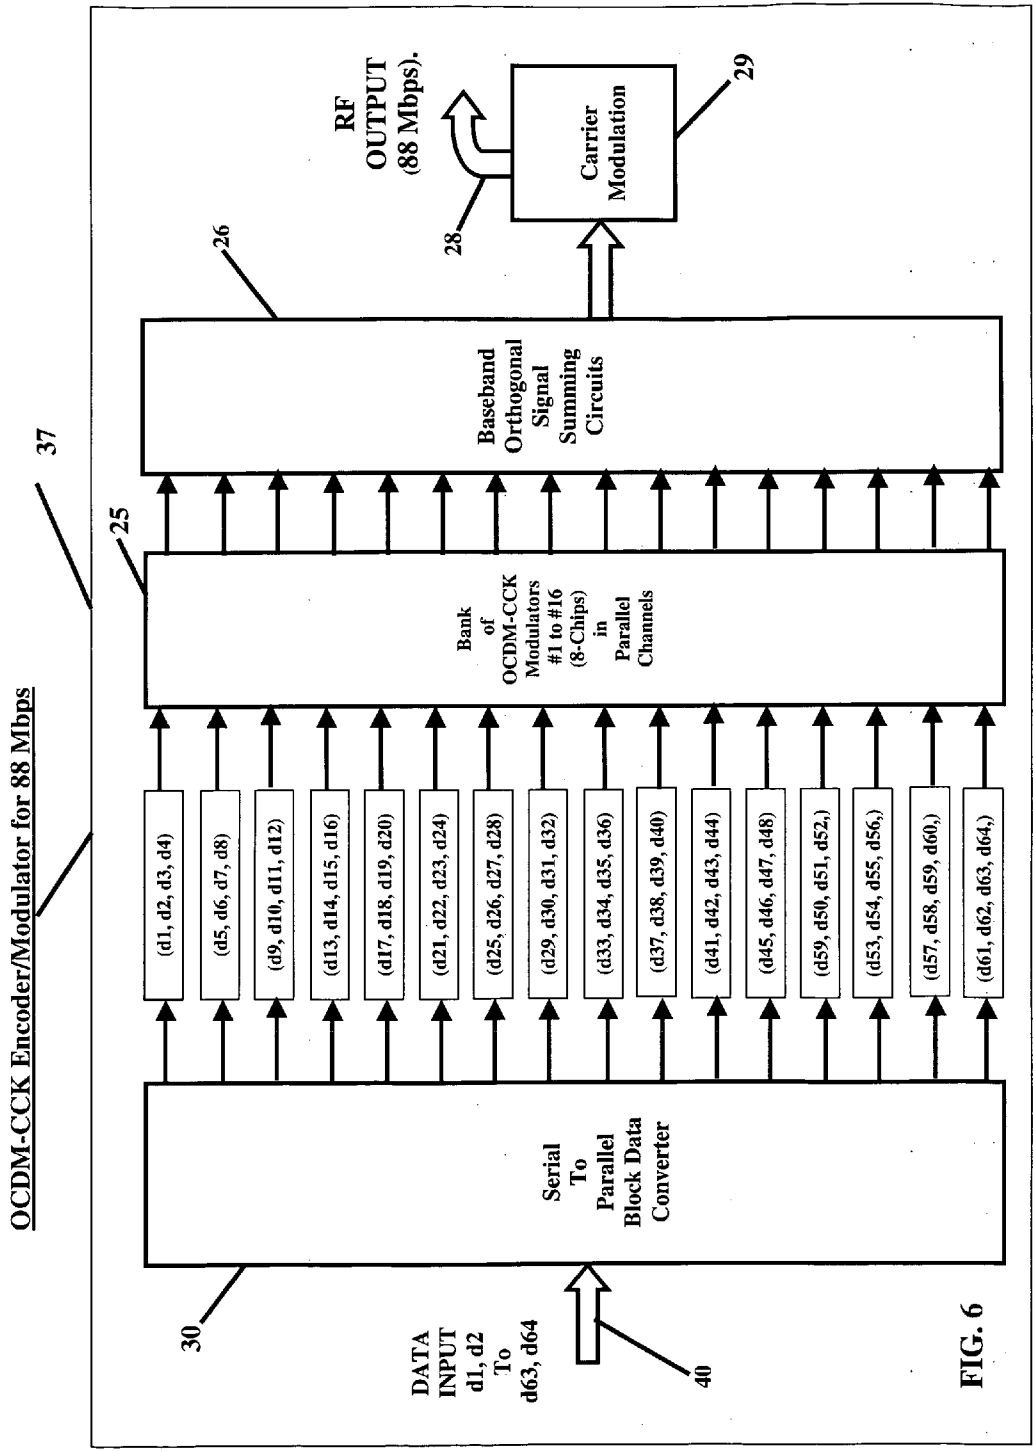 OCDM-CCK Encoder/Modulator for 88 Mbps
37
DATA
INPUT
d1, d2
To
d63, d64
40
30
Serial
To
Parallel
Block Data
Converter
(d1, d2, d3, d4)
(d5, d6, d7, d8)
(d9, d10, d11, d12)
(d13, d14, d15, d16)
(d17, d18, d19, d20)
(d21, d22, d23, d24)
(d25, d26, d27, d28)
(d29, d30, d31, d32)
(d33, d34, d35, d36)
(d37, d38, d39, d40)
(d41, d42, d43, d44)
(d45, d46, d47, d48)
(d59, d50, d51, d52,)
(d53, d54, d55, d56,)
(d57, d58, d59, d60,)
(d61, d62, d63, d64,)
25
Bank
of
OCDM-CCK
Modulators
#1 to #16
(8-Chips)
in
Parallel
Channels
26
Baseband
Orthogonal
Signal
Summing
Circuits
RF
OUTPUT
(88 Mbps).
28
Carrier
Modulation
29
FIG. 6